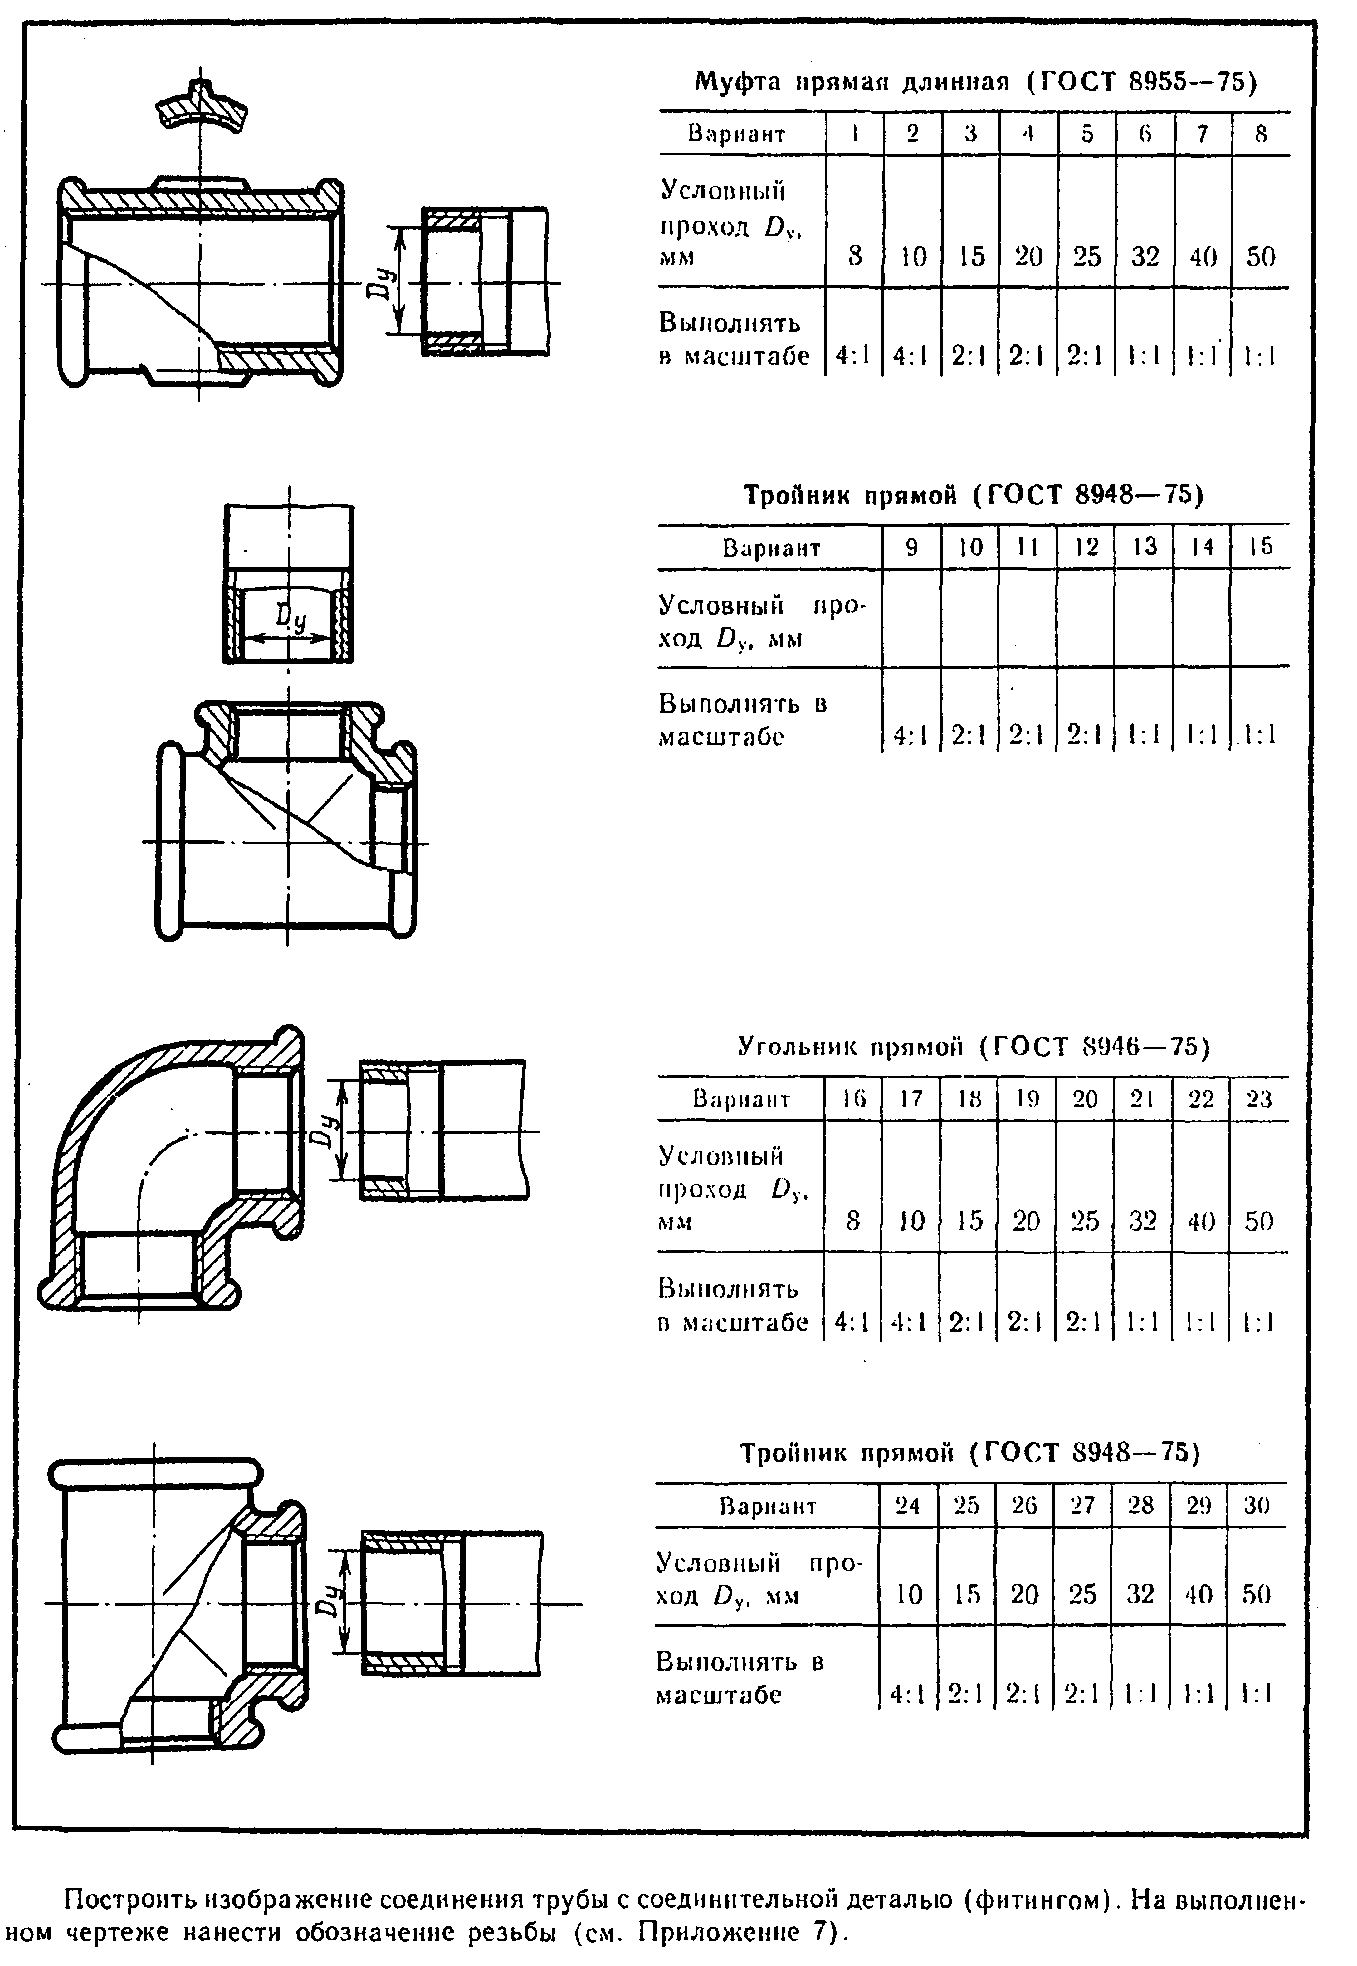 Муфта прямая длинная (ГОСТ 8955—75)
Вариант 1 2 3 4 5 6 7 8
Условный
проход Dу,
мм 8 10 15 20 25 32 40 50
Выполнять
в масштабе 4:1 4:1 2:1 2:1 2:1 1:1 1:1 1:1
Dу
Тройник прямой (ГОСТ 8948—75)
Вариант 9 10 11 12 13 14 15
Условный про-
ход Dу, мм
Выполнять в
масштабе 4:1 2:1 2:1 2:1 1:1 1:1 1:1
Dу
Угольник прямой (ГОСТ 8946—75)
Вариант 16 17 18 19 20 21 22 23
Условный
проход Dу,
мм 8 10 15 20 25 32 40 50
Выполнять
в масштабе 4:1 4:1 2:1 2:1 2:1 1:1 1:1 1:1
Dу
Тройник прямой (ГОСТ 8948—75)
Вариант 24 25 26 27 28 29 30
Условный про-
ход Dу, мм 10 15 20 25 32 40 50
Выполнять в
масштабе 4:1 2:1 2:1 2:1 1:1 1:1 1:1
Dу
Построить изображение соединения трубы с соединительной деталью (фитингом). На выполнен-
ном чертеже нанести обозначение резьбы (см. Приложение 7).